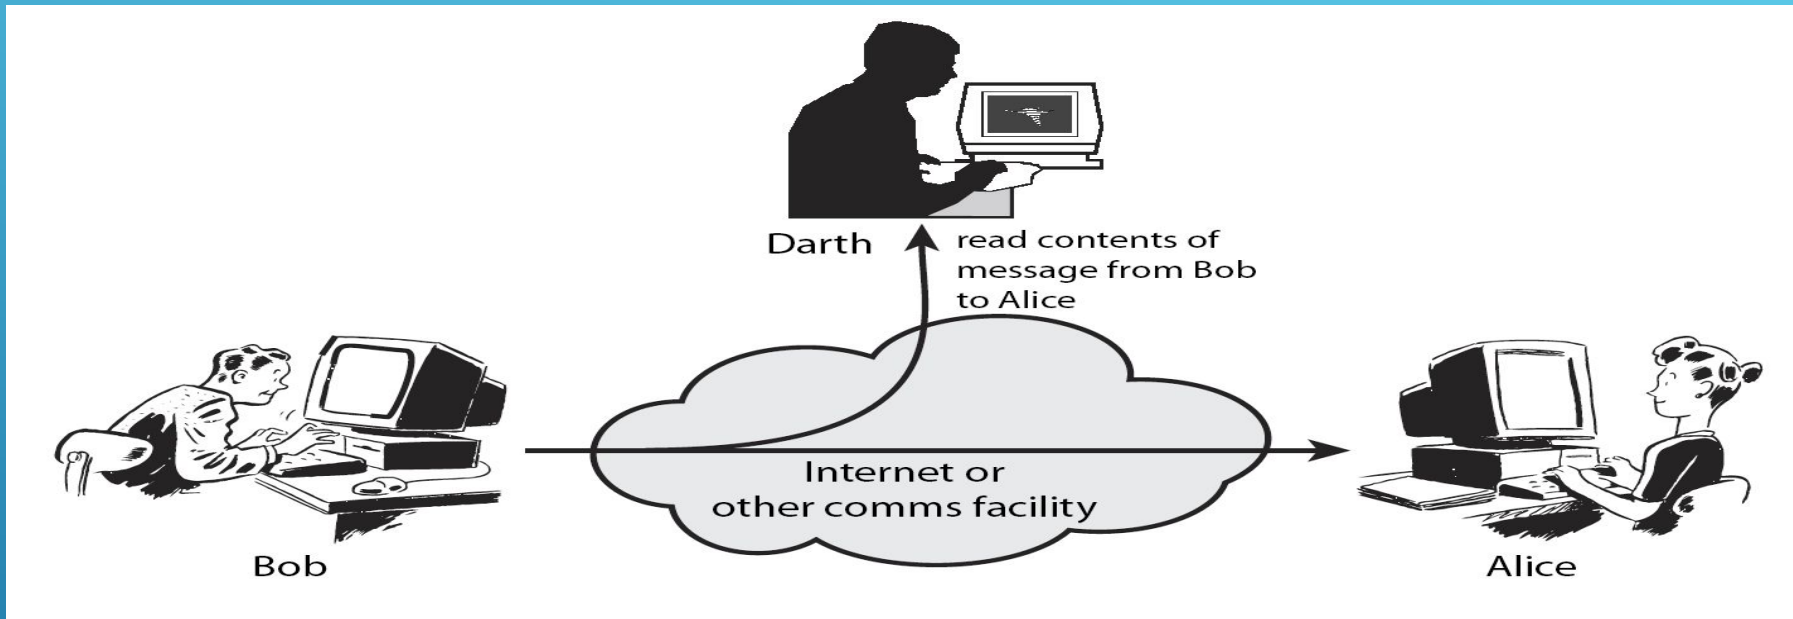 Darth
read contents of
message from Bob
to Alice
Internet or
other comms facility
Bob
Alice